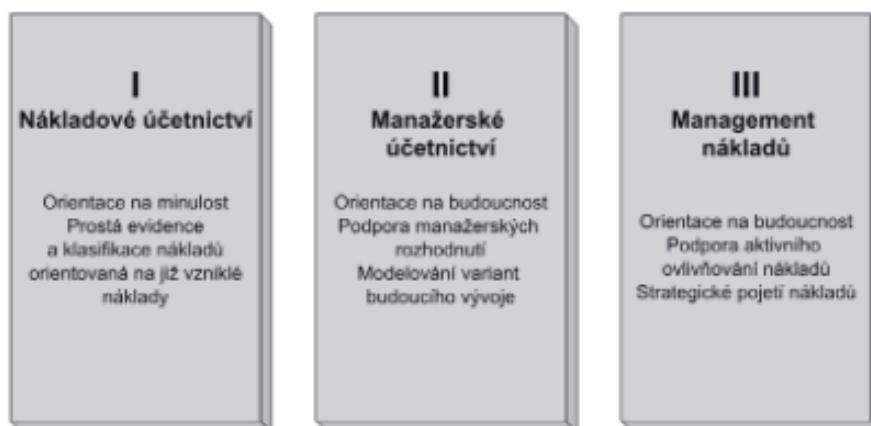 I
Nákladové účetnictví
Orientace na minulost
Prostá evidence
a klasifikace nákladů
orientovaná na již vzniklé
náklady
II
Manažerské
účetnictví
Orientace na budoucnost
Podpora manažerských
rozhodnutí
Modelování variant
budoucího vývoje
III
Management
nákladů
Orientace na budoucnost
Podpora aktivního
ovlivňování nákladů
Strategické pojetí nákladů